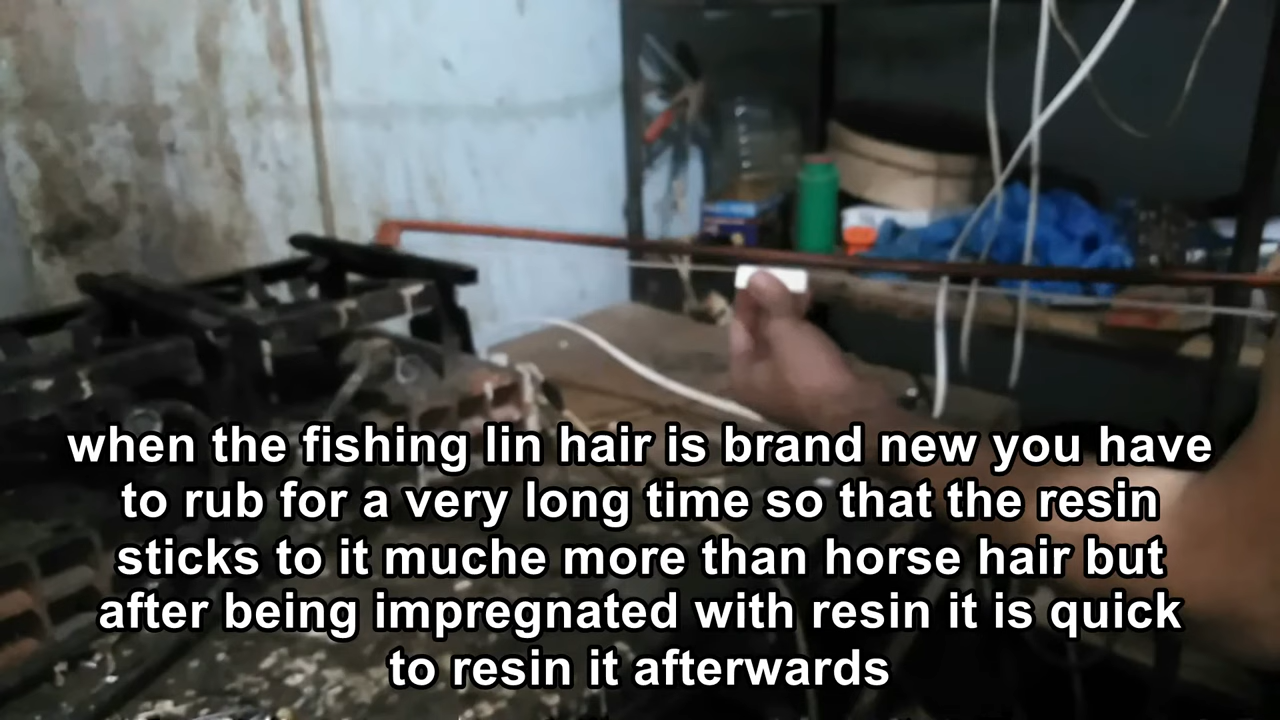 when the fishing lin hair is brand new you have
to rub for a very long time so that the resin
sticks to it muche more than horse hair but
after being impregnated with resin it is quick
to resin it afterwards